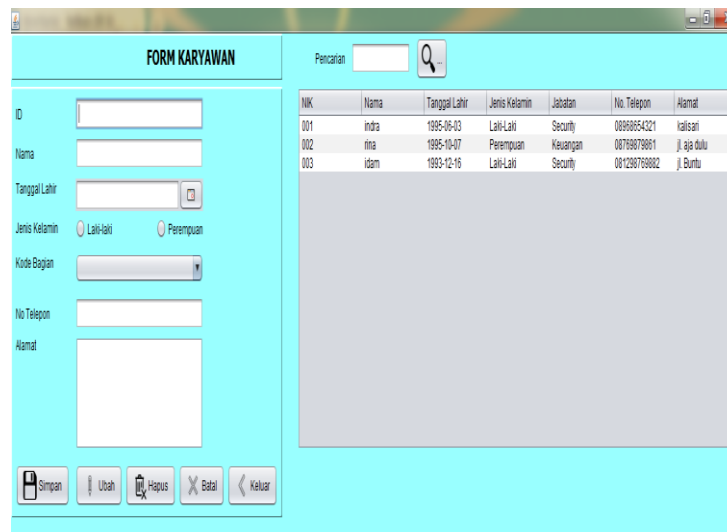 FORM KARYAWAN
Pencarian
...
ID
Nama
Tanggal Lahir
Jenis Kelamin
Laki-laki
Perempuan
Kode Bagian
No Telepon
Alamat
Simpan
Ubah
Hapus
Batal
Keluar
NIK Nama Tanggal Lahir Jenis Kelamin Jabatan No. Telepon Alamat
001 indra 1995-06-03 Laki-Laki Security 08968654321 kalisari
002 rina 1995-10-07 Perempuan Keuangan 08769879861 jl. aja dulu
003 idam 1993-12-16 Laki-Laki Security 081298769882 jl. Buntu